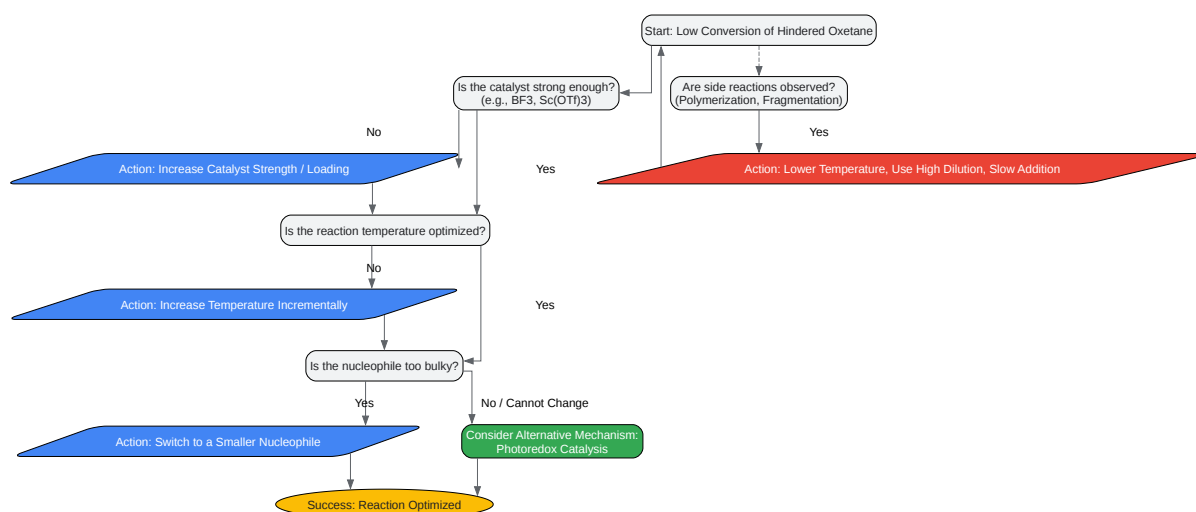 Start: Low Conversion of Hindered Oxetane
Is the catalyst strong enough?
(e.g., BF3, Sc(OTf)3)
Are side reactions observed?
(Polymerization, Fragmentation)
No
Yes
Action: Increase Catalyst Strength / Loading
Yes
Action: Lower Temperature, Use High Dilution, Slow Addition
Is the reaction temperature optimized?
No
Action: Increase Temperature Incrementally
Yes
Is the nucleophile too bulky?
Yes
No / Cannot Change
Action: Switch to a Smaller Nucleophile
Consider Alternative Mechanism:
Photoredox Catalysis
Success: Reaction Optimized